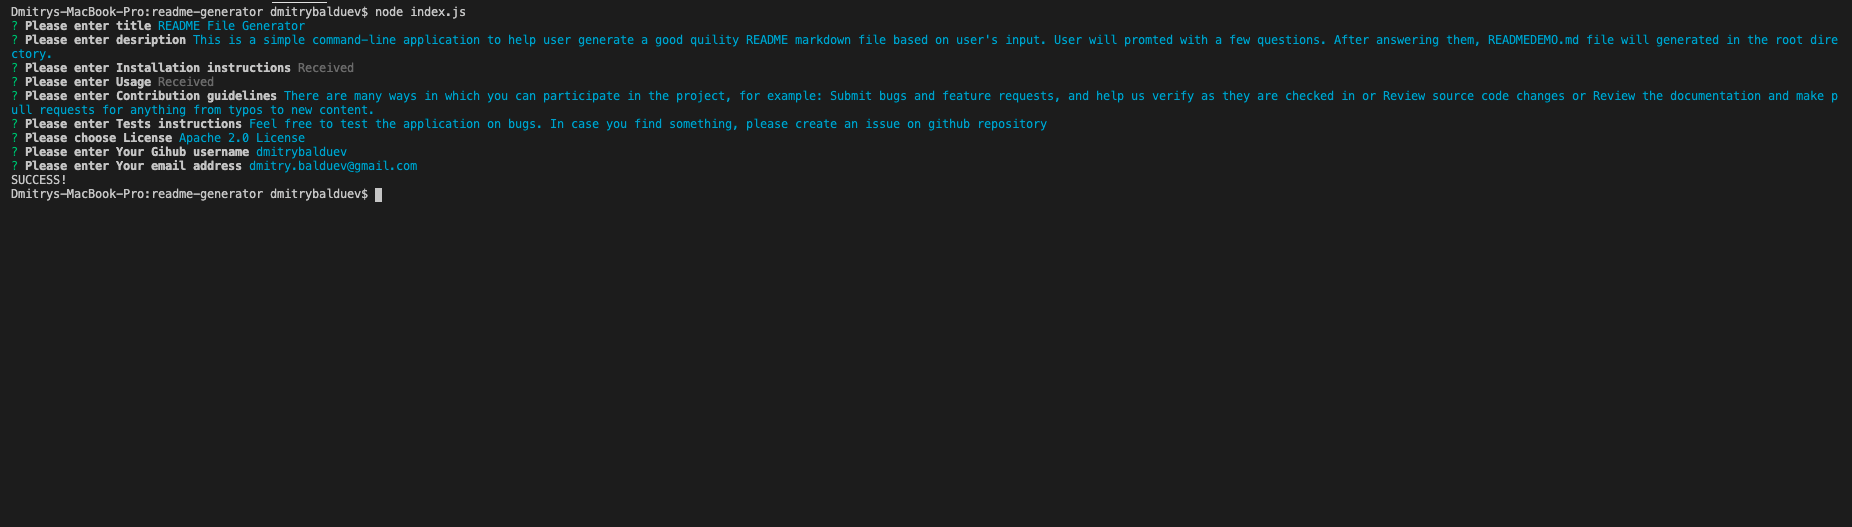 Dmitrys-MacBook-Pro:readme-generator dmitrybalduev$ node index.js
? Please enter title README File Generator
? Please enter desription This is a simple command-line application to help user generate a good quility README markdown file based on user's input. User will promted with a few questions. After answering them, READMEDEMO.md file will generated in the root dire
ctory.
? Please enter Installation instructions Received
? Please enter Usage Received
? Please enter Contribution guidelines There are many ways in which you can participate in the project, for example: Submit bugs and feature requests, and help us verify as they are checked in or Review source code changes or Review the documentation and make p
ull requests for anything from typos to new content.
? Please enter Tests instructions Feel free to test the application on bugs. In case you find something, please create an issue on github repository
? Please choose License Apache 2.0 License
? Please enter Your Gihub username dmitrybalduev
? Please enter Your email address dmitry.balduev@gmail.com
SUCCESS!
Dmitrys-MacBook-Pro:readme-generator dmitrybalduev$